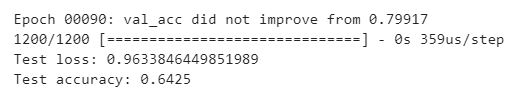 Epoch 00090: val_acc did not improve from 0.79917
1200/1200 [==============================] - 0s 359us/step
Test loss: 0.9633846449851989
Test accuracy: 0.6425